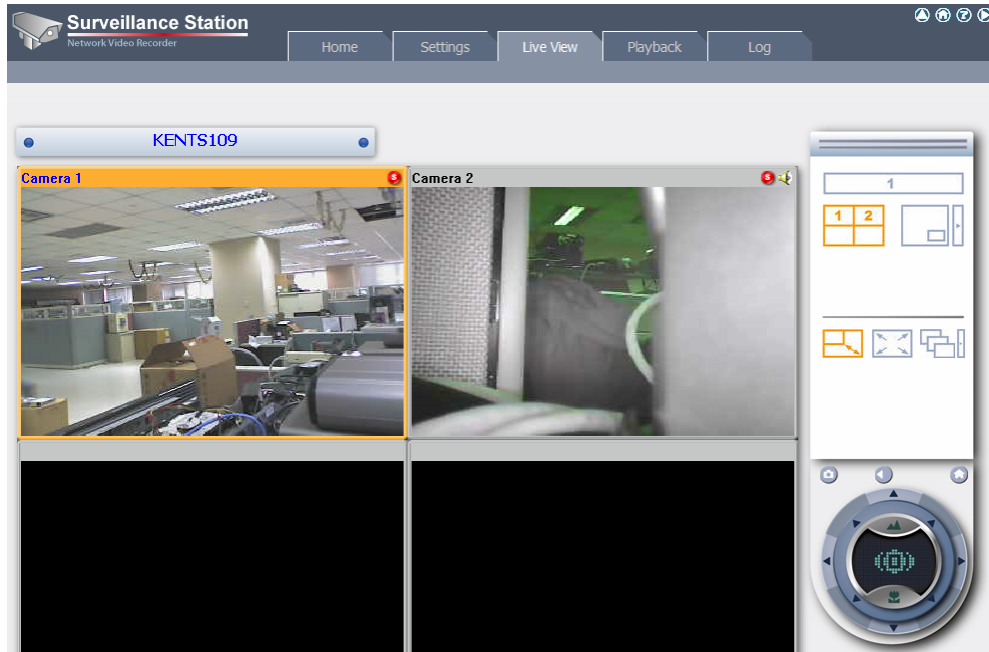 Surveillance Station
Network Video Recorder
Home
Settings
Live View
Playback
Log
KENTS109
Camera 1
S
Camera 2
S
1
1 2